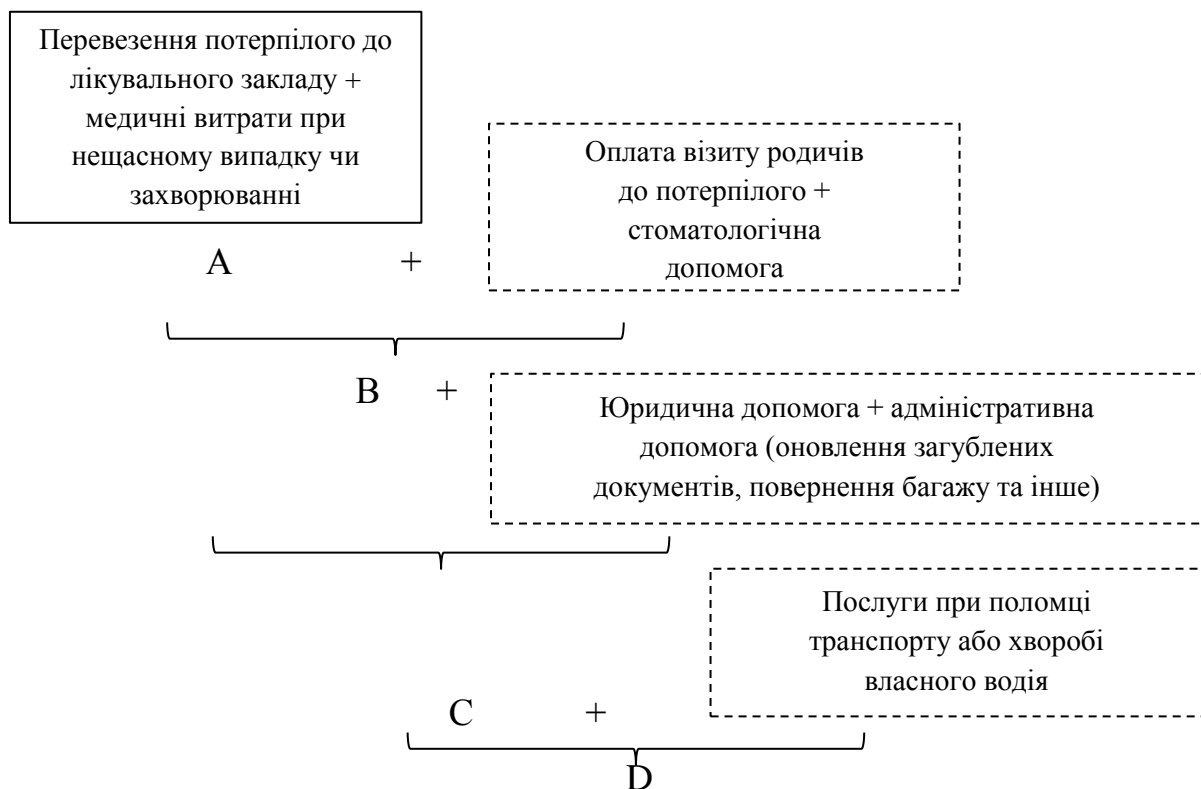 Перевезення потерпілого до
лікувального закладу +
медичні витрати при
нещасному випадку чи
захворюванні
Оплата візиту родичів
до потерпілого +
стоматологічна
допомога
A +
B +
Юридична допомога + адміністративна
допомога (оновлення загублених
документів, повернення багажу та інше)
Послуги при поломці
транспорту або хворобі
власного водія
C +
D